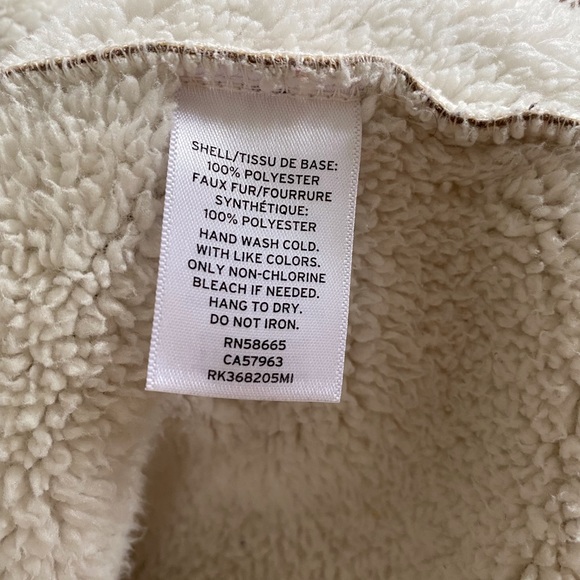 SHELL/TISSU DE BASE:
100% POLYESTER
FAUX FUR/FOURRURE
SYNTHÉTIQUE:
100% POLYESTER
HAND WASH COLD.
WITH LIKE COLORS.
ONLY NON-CHLORINE
BLEACH IF NEEDED.
HANG TO DRY.
DO NOT IRON.
RN58665
CA57963
RK368205MI